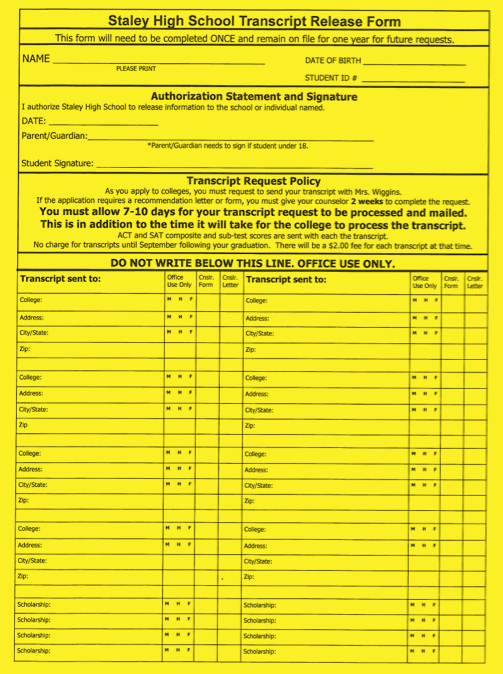 Staley High School Transcript Release Form
This form will need to be completed ONCE and remain on file for one year for future requests.
NAME DATE OF BIRTH
PLEASE PRINT
STUDENT ID #
Authorization Statement and Signature
I authorize Staley High School to release information to the school or individual named.
DATE:
Parent/Guardian:
*Parent/Guardian needs to sign if student under 18.
Student Signature:
Transcript Request Policy
As you apply to colleges, you must request to send your transcript with Mrs. Wiggins.
If the application requires a recommendation letter or form, you must give your counselor 2 weeks to complete the request.
You must allow 7-10 days for your transcript request to be processed and mailed.
This is in addition to the time it will take for the college to process the transcript.
ACT and SAT composite and sub-test scores are sent with each the transcript.
No charge for transcripts until September following your graduation. There will be a $2.00 fee for each transcript at that time.
DO NOT WRITE BELOW THIS LINE. OFFICE USE ONLY.
Transcript sent to: Office Use Only Cnslr. Form Cnslr. Letter Transcript sent to: Office Use Only Cnslr. Form Cnslr. Letter
College: M H F College: M H F
Address: M H F Address: M H F
City/State: M H F City/State: M H F
Zip: Zip:
College: M H F College: M H F
Address: M H F Address: M H F
City/State: M H F City/State: M H F
Zip Zip:
College: M H F College: M H F
Address: M H F Address: M H F
City/State: M H F City/State: M H F
Zip: Zip:
College: M H F College: M H F
Address: M H F Address: M H F
City/State: City/State:
Zip: Zip:
Scholarship: M H F Scholarship: M H F
Scholarship: M H F Scholarship: M H F
Scholarship: M H F Scholarship: M H F
Scholarship: M H F Scholarship: M H F